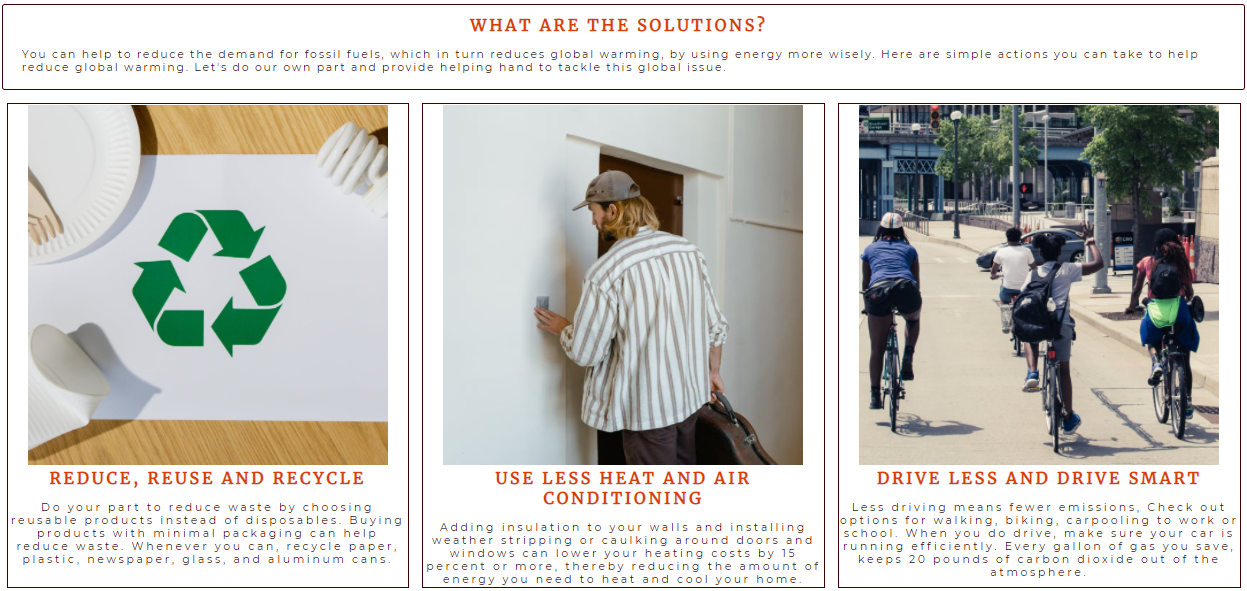 WHAT ARE THE SOLUTIONS?
You can help to reduce the demand for fossil fuels, which in turn reduces global warming, by using energy more wisely. Here are simple actions you can take to help
reduce global warming. Let's do our own part and provide helping hand to tackle this global issue.
REDUCE, REUSE AND RECYCLE
Do your part to reduce waste by choosing
reusable products instead of disposables. Buying
products with minimal packaging can help
reduce waste. Whenever you can, recycle paper,
plastic, newspaper, glass, and aluminum cans.
USE LESS HEAT AND AIR
CONDITIONING
Adding insulation to your walls and installing
weather stripping or caulking around doors and
windows can lower your heating costs by 15
percent or more, thereby reducing the amount of
energy you need to heat and cool your home.
DRIVE LESS AND DRIVE SMART
Less driving means fewer emissions, Check out
options for walking, biking, carpooling to work or
school. When you do drive, make sure your car is
running efficiently. Every gallon of gas you save,
keeps 20 pounds of carbon dioxide out of the
atmosphere.